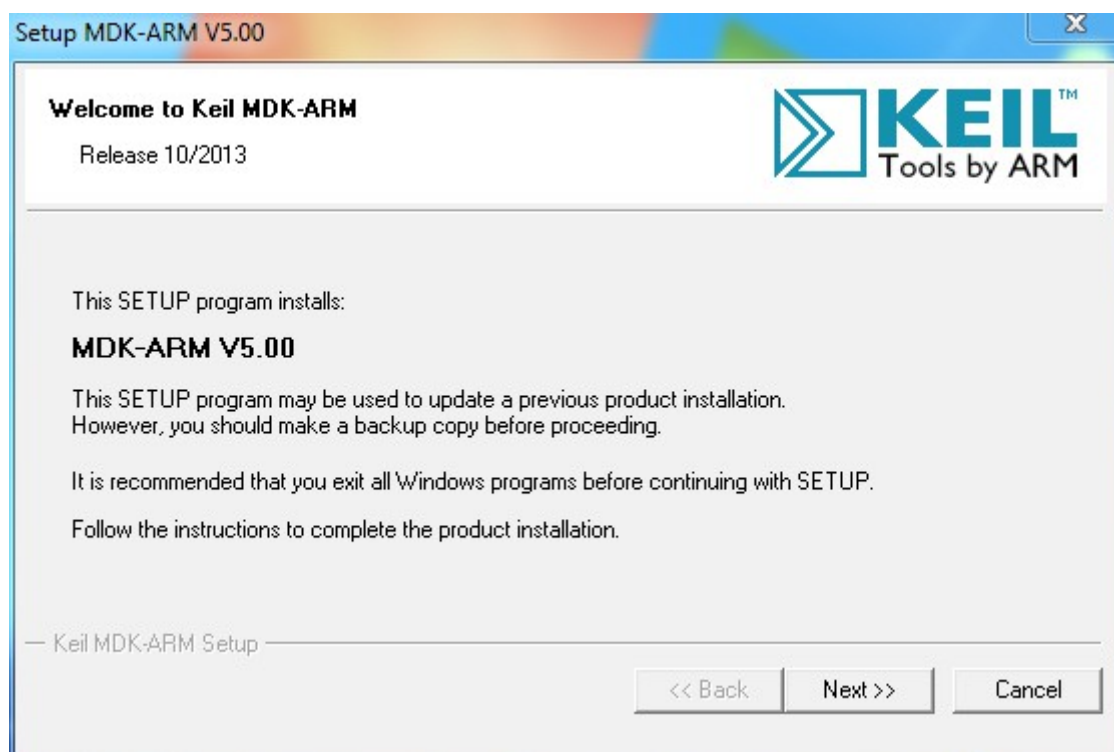 Setup MDK-ARM V5.00
Welcome to Keil MDK-ARM
Release 10/2013
KEIL™
Tools by ARM
This SETUP program installs:
MDK-ARM V5.00
This SETUP program may be used to update a previous product installation.
However, you should make a backup copy before proceeding.
It is recommended that you exit all Windows programs before continuing with SETUP.
Follow the instructions to complete the product installation.
Keil MDK-ARM Setup
<< Back Next >> Cancel